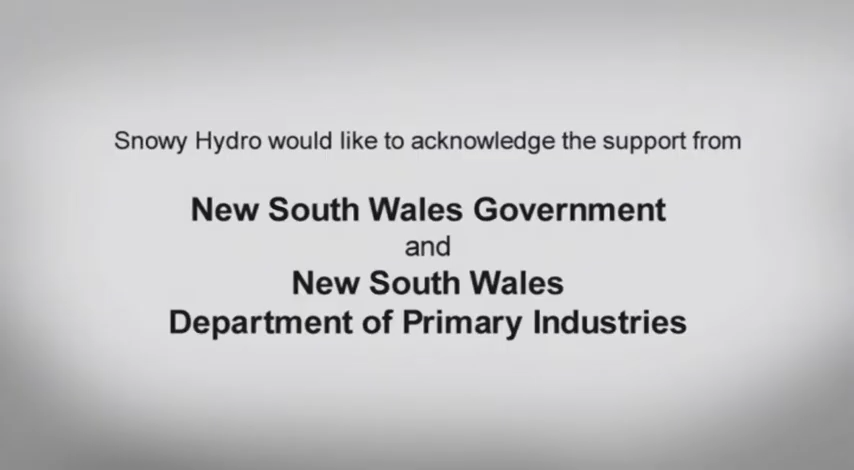 Snowy Hydro would like to acknowledge the support from
New South Wales Government
and
New South Wales
Department of Primary Industries